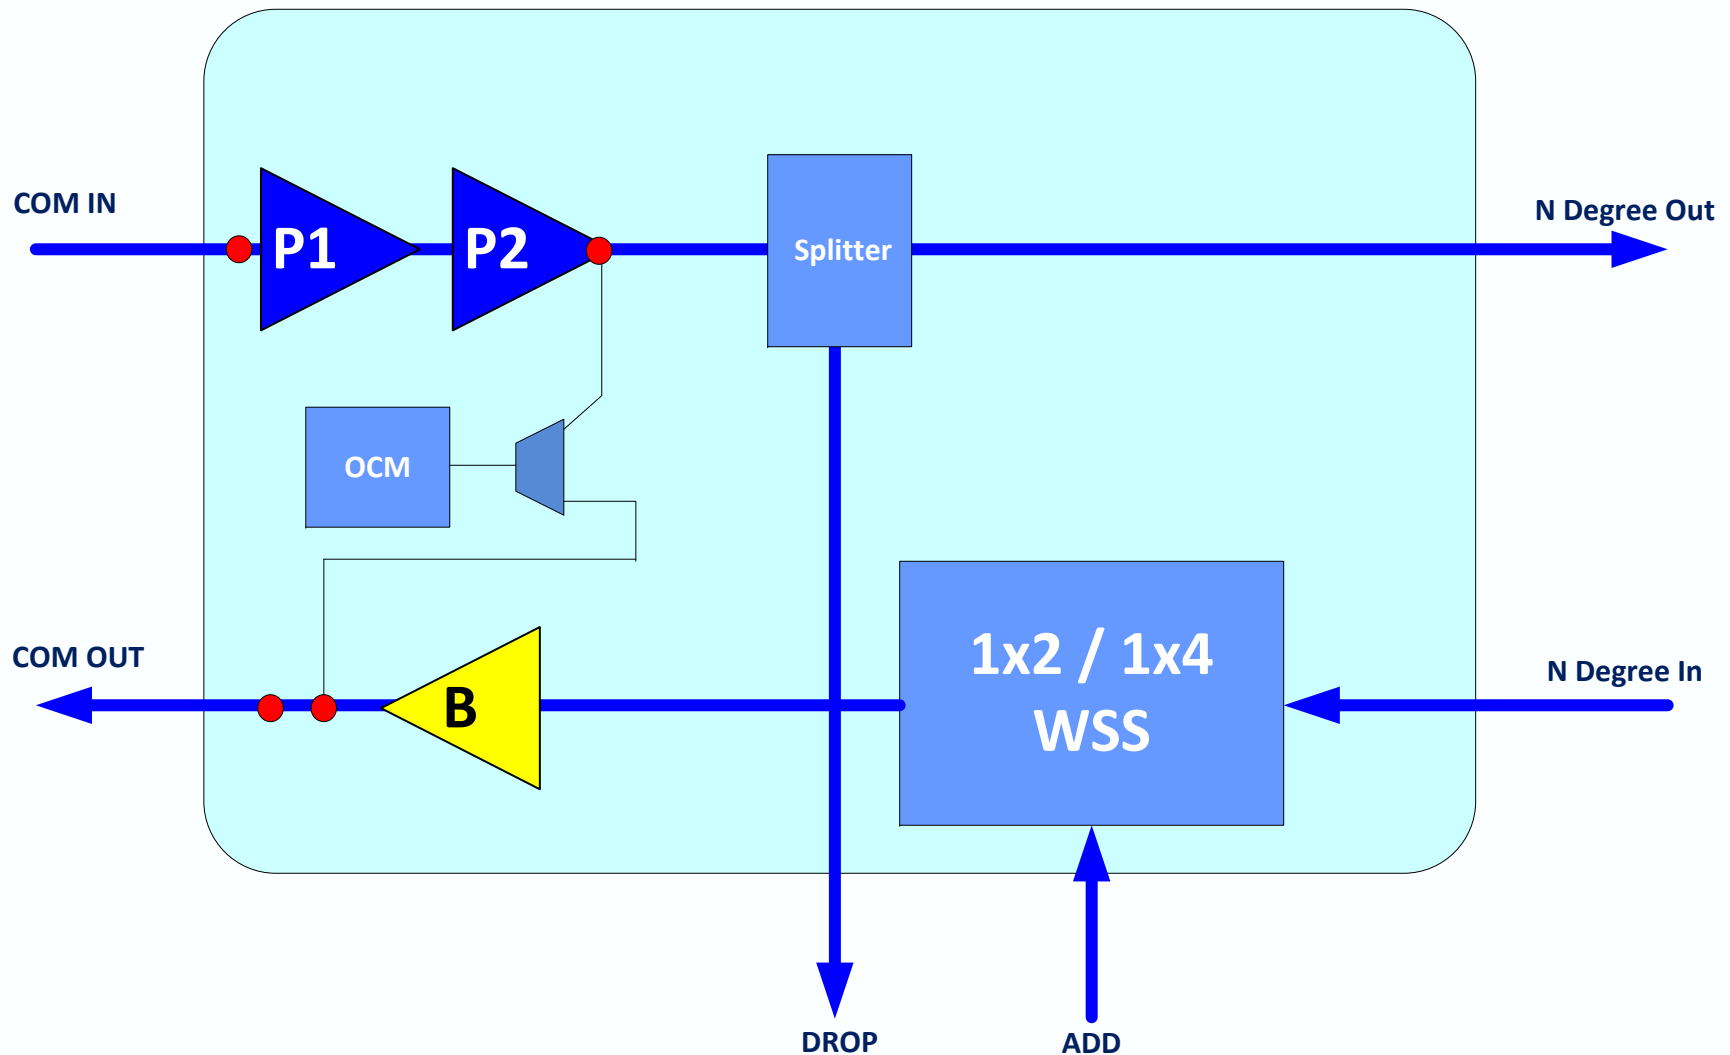 COM IN
P1
P2
Splitter
N Degree Out
OCM
COM OUT
B
1x2 / 1x4
WSS
N Degree In
DROP
ADD